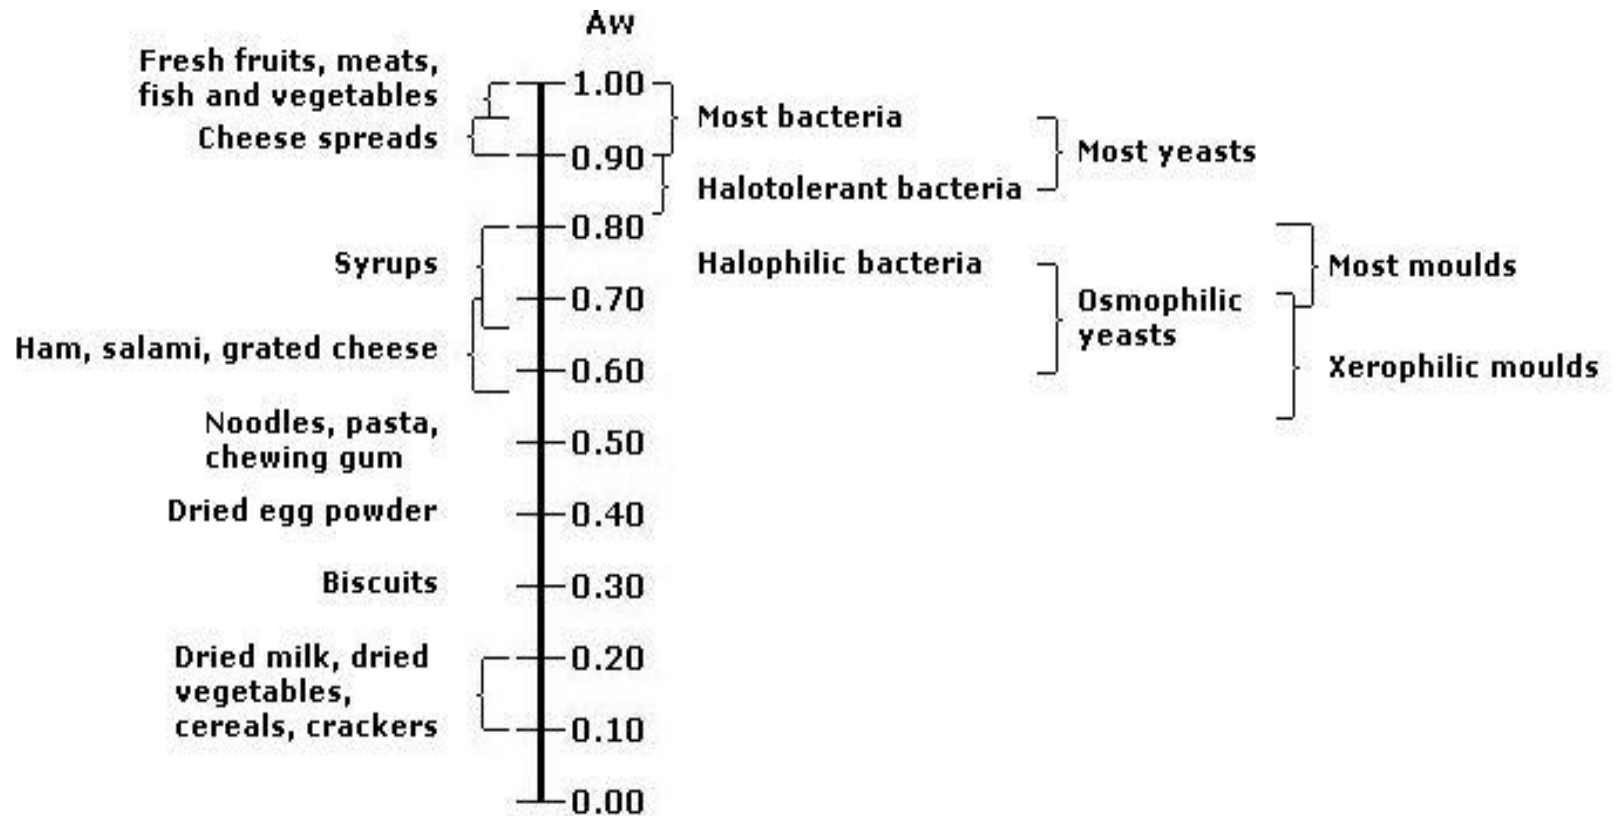 Aw
Fresh fruits, meats,
fish and vegetables
Cheese spreads
Syrups
Ham, salami, grated cheese
Noodles, pasta,
chewing gum
Dried egg powder
Biscuits
Dried milk, dried
vegetables,
cereals, crackers
1.00
0.90
0.80
0.70
0.60
0.50
0.40
0.30
0.20
0.10
0.00
Most bacteria
Halotolerant bacteria
Halophilic bacteria
Most yeasts
Osmophilic
yeasts
Most moulds
Xerophilic moulds